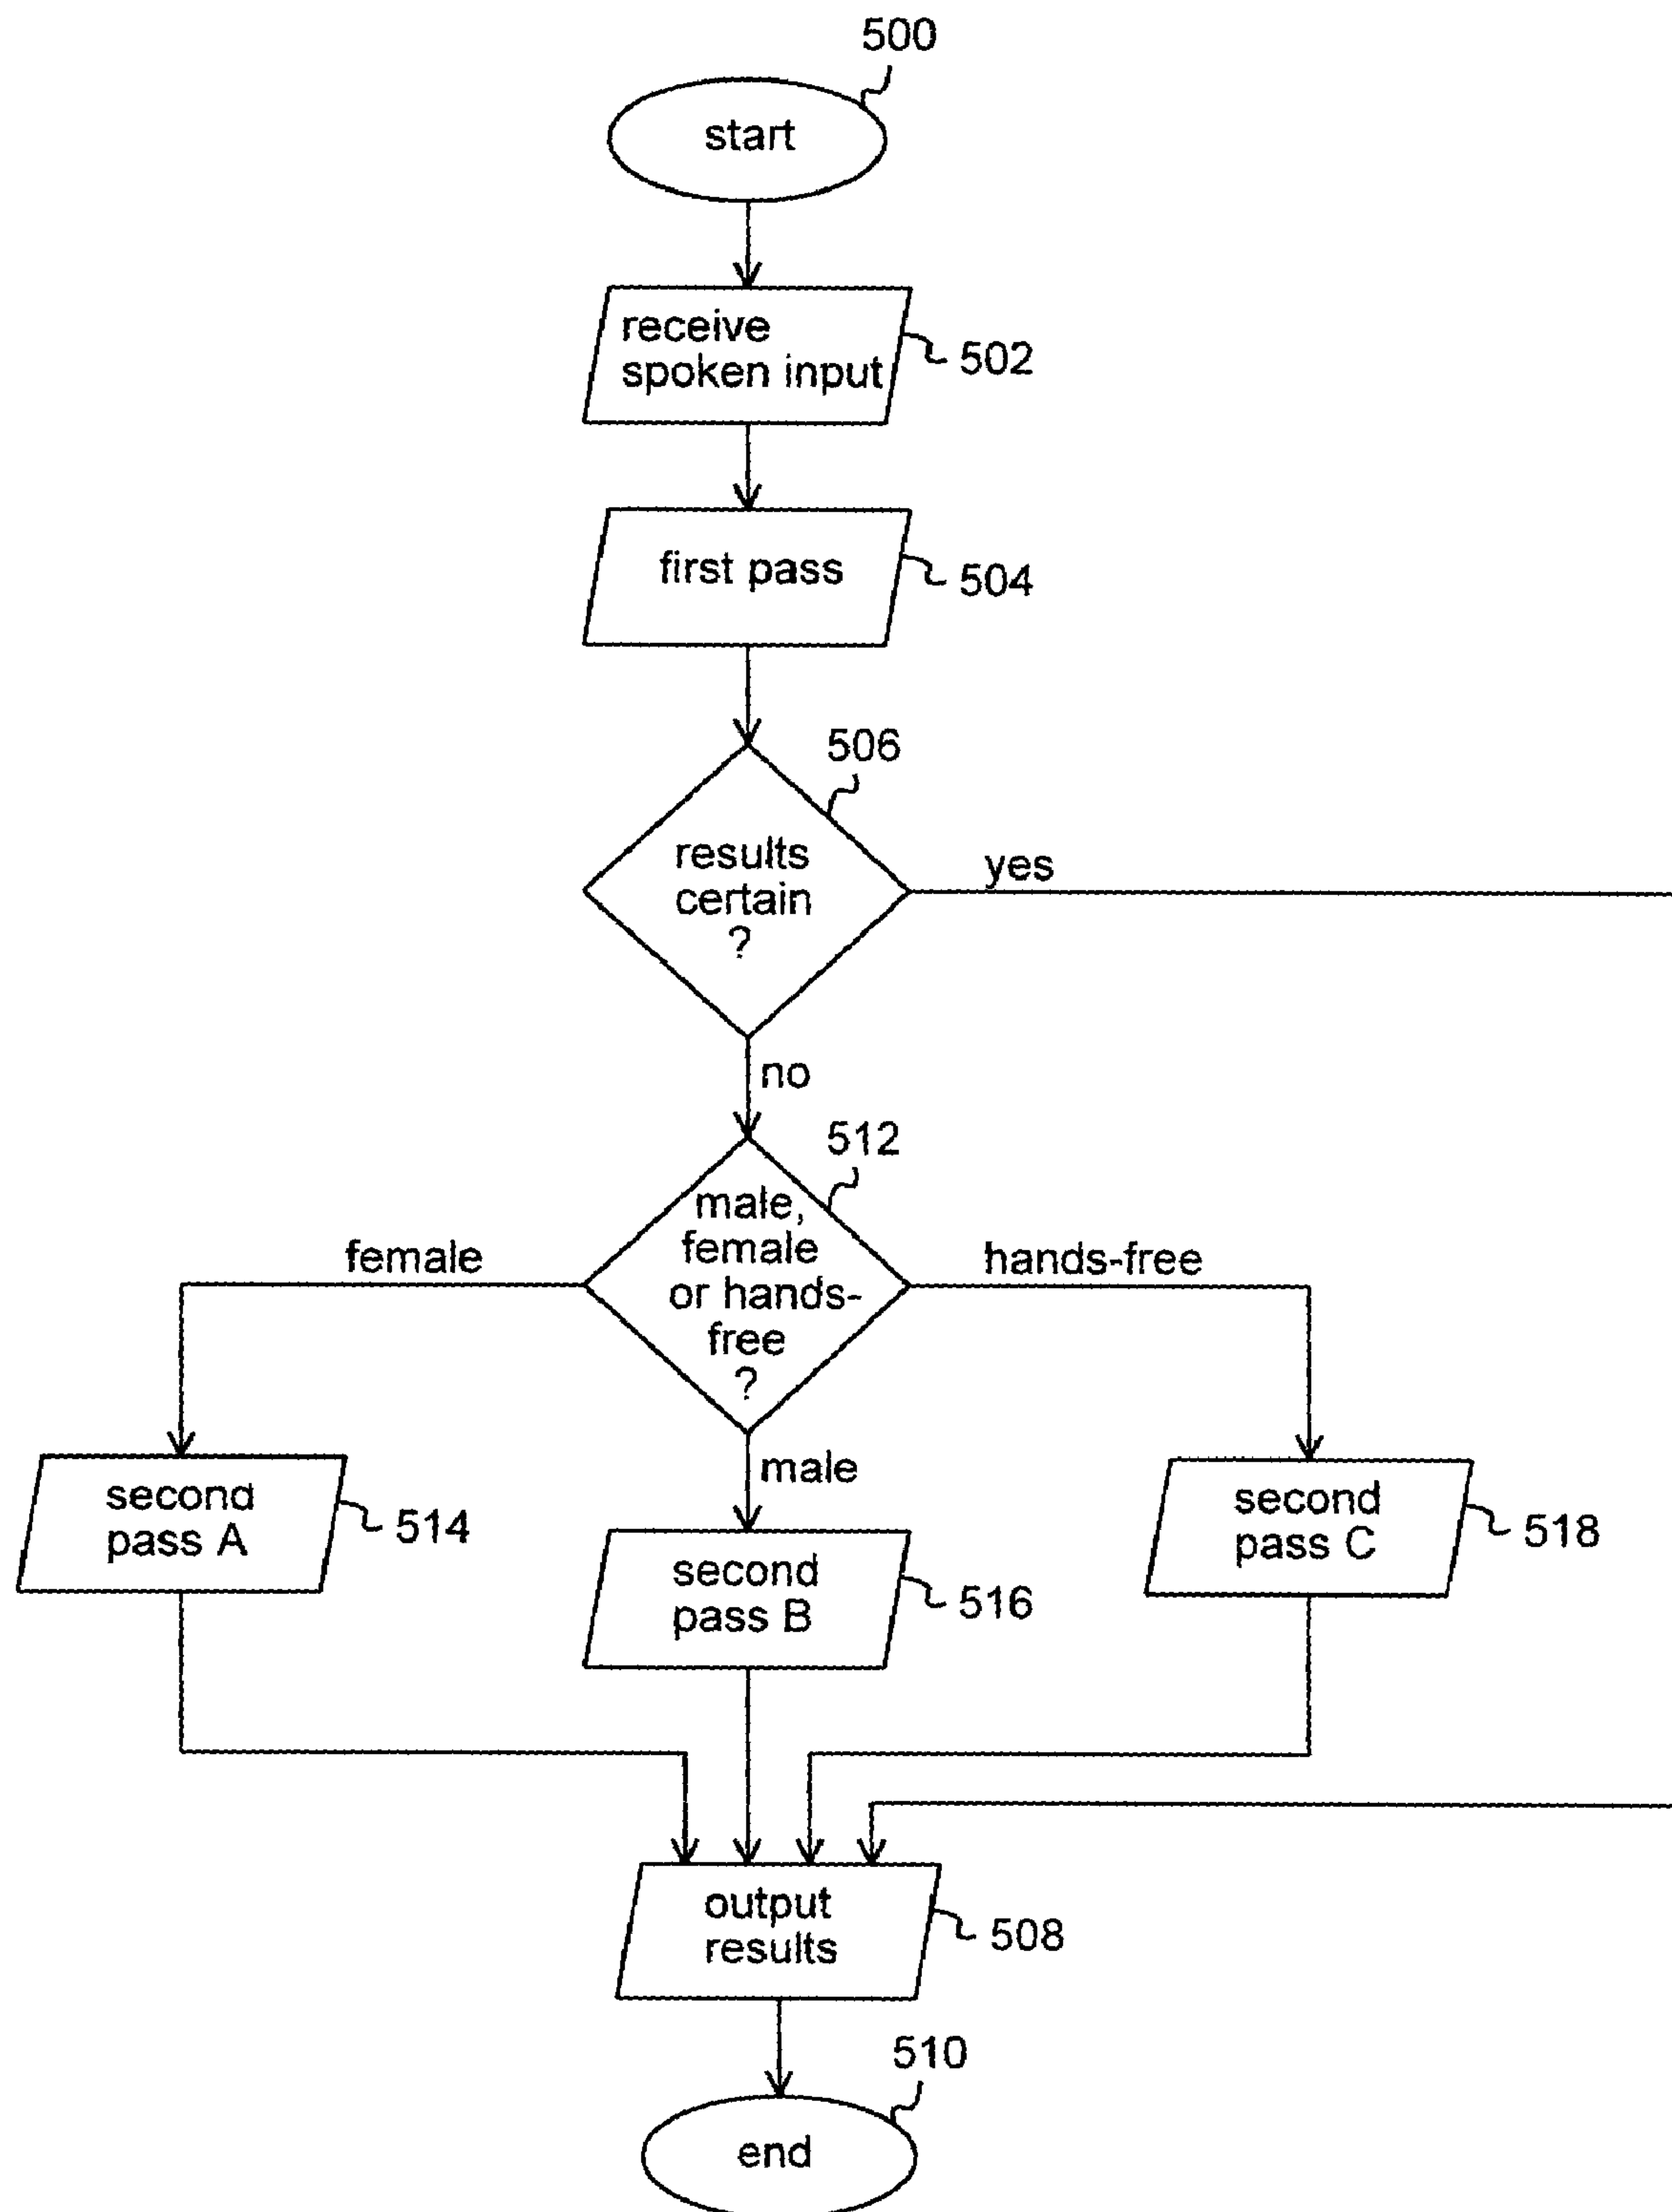 500
start
receive
spoken input
502
first pass
504
506
results
certain
?
yes
no
512
male,
female
or hands-
free
?
female
hands-free
male
second
pass A
514
second
pass B
516
second
pass C
518
output
results
508
510
end